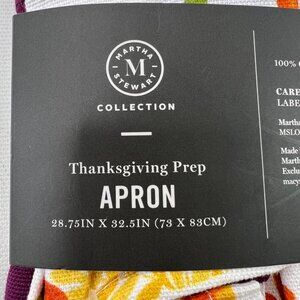 MARTHA
M
STEWART
COLLECTION
Thanksgiving Prep
APRON
28.75IN X 32.5IN (73 X 83CM)
100%
CARE
LABE
Martha
MSLO
Made
Marth
Exclu
macys